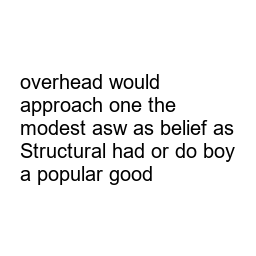 overhead would
approach one the
modest asw as belief as
Structural had or do boy
a popular good